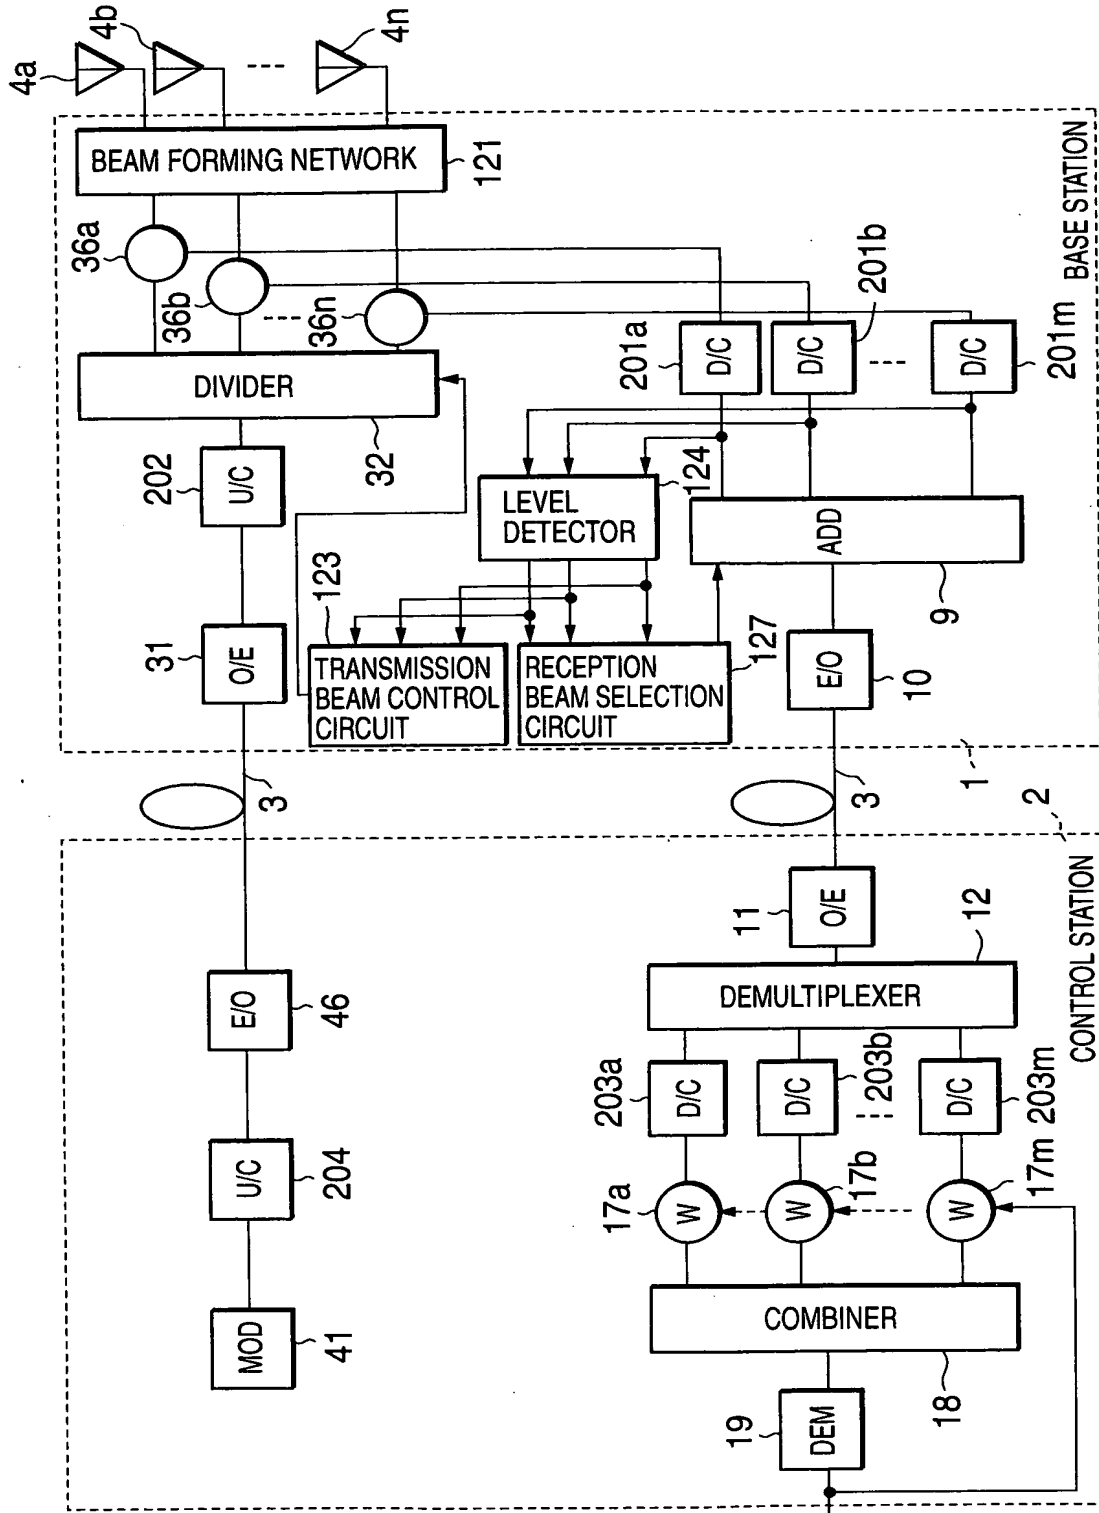 4a
4b
4n
BEAM FORMING NETWORK
121
36a
36b
36n
DIVIDER
32
202
U/C
31
O/E
201a
D/C
201b
D/C
201m
D/C
LEVEL
DETECTOR
124
123
TRANSMISSION
BEAM CONTROL
CIRCUIT
RECEPTION
BEAM SELECTION
CIRCUIT
127
ADD
9
E/O
10
BASE STATION
1
3
3
2
CONTROL STATION
E/O
46
U/C
204
MOD
41
11
O/E
12
DEMULTIPLEXER
203a
D/C
203b
D/C
203m
D/C
17a
W
17b
W
17m
W
COMBINER
18
19
DEM